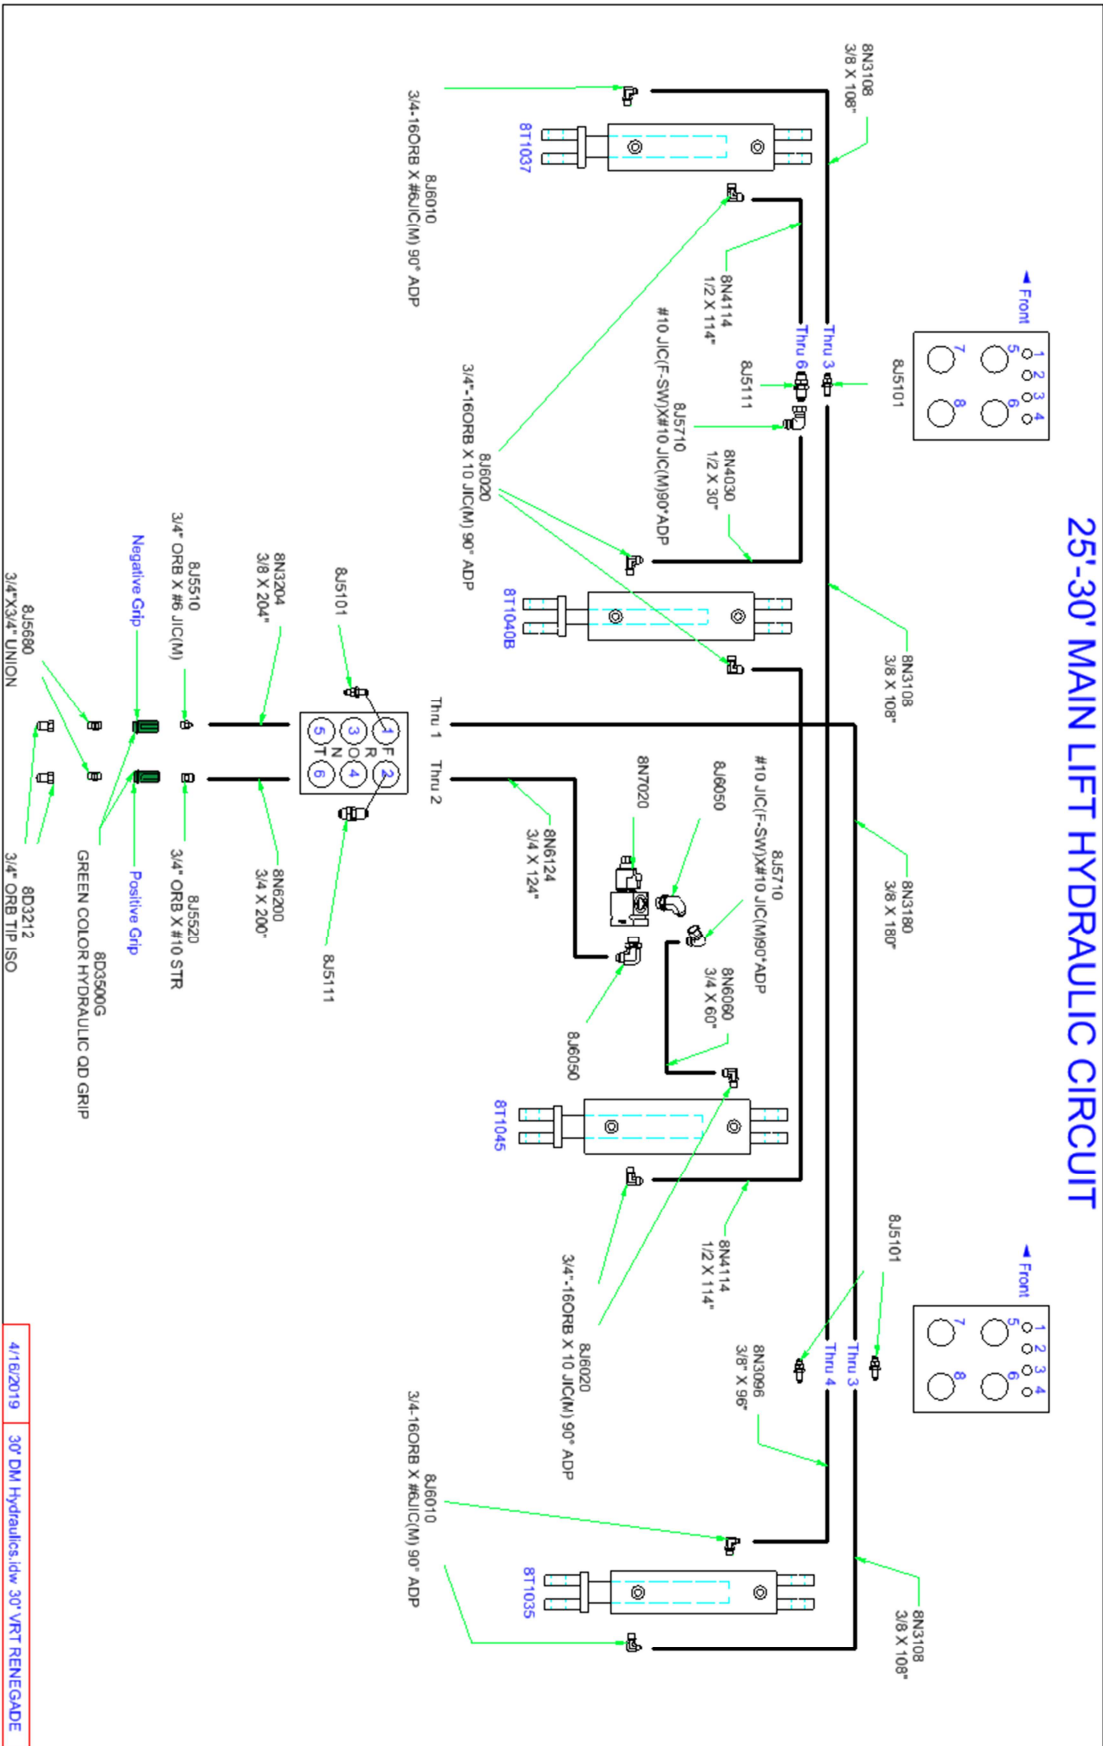 25'-30' MAIN LIFT HYDRAULIC CIRCUIT
◄ Front
1 2 3 4
5 6
7 8
8J5101
◄ Front
1 2 3 4
5 6
7 8
8J5101
8N3108
3/8 X 108"
Thru 3
Thru 6
8N4114
1/2 X 114"
8J5111
8J5710
#10 JIC(F-SW)X#10 JIC(M)90°ADP
8N4030
1/2 X 30"
8N3108
3/8 X 108"
8N3180
3/8 X 180"
Thru 3
Thru 4
8N3096
3/8" X 96"
8N3108
3/8 X 108"
8T1037
8J6010
3/4-16ORB X #6JIC(M) 90° ADP
8J6020
3/4"-16ORB X 10 JIC(M) 90° ADP
8T1040B
8J5710
#10 JIC(F-SW)X#10 JIC(M)90°ADP
8J6050
8N7020
8N6060
3/4 X 60"
8J6050
8N6124
3/4 X 124"
8T1045
8N4114
1/2 X 114"
8J6020
3/4"-16ORB X 10 JIC(M) 90° ADP
8J6010
3/4-16ORB X #6JIC(M) 90° ADP
8T1035
Thru 1
Thru 2
8J5101
1 2
3 4
5 6
F
R
O
N
T
8J5111
8N3204
3/8 X 204"
8N6200
3/4 X 200"
8J5510
3/4" ORB X #6 JIC(M)
8J5520
3/4" ORB X #10 STR
Negative Grip
Positive Grip
8D3500G
GREEN COLOR HYDRAULIC QD GRIP
8J5680
3/4"X3/4" UNION
8D3212
3/4" ORB TIP ISO
4/16/2019
30' DM Hydraulics.idw 30' VRT RENEGADE